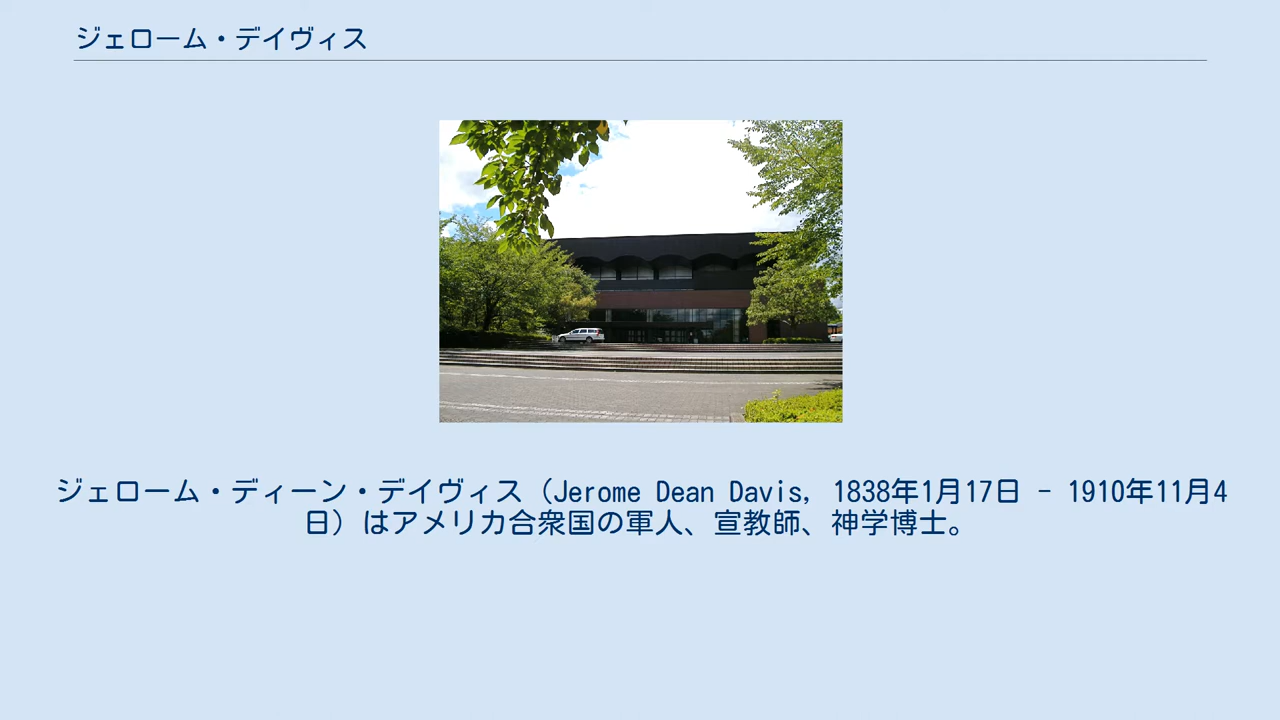 ジェローム・デイヴィス
ジェローム・ディーン・デイヴィス（Jerome Dean Davis, 1838年1月17日 - 1910年11月4
日）はアメリカ合衆国の軍人、宣教師、神学博士。